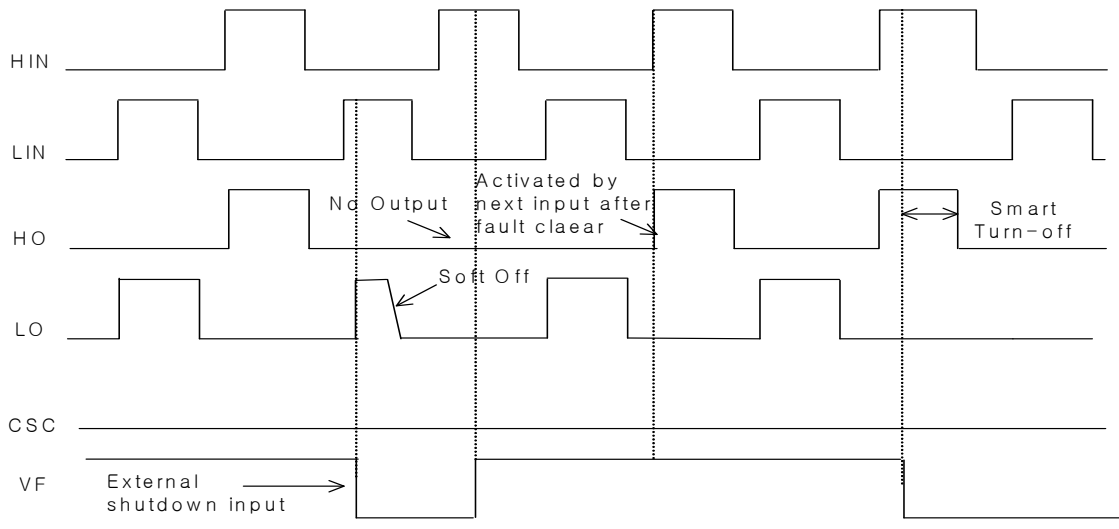 HIN
LIN
HO
No Output
Activated by
next input after
fault claear
Smart
Turn-off
Soft Off
LO
CSC
VF
External
shutdown input